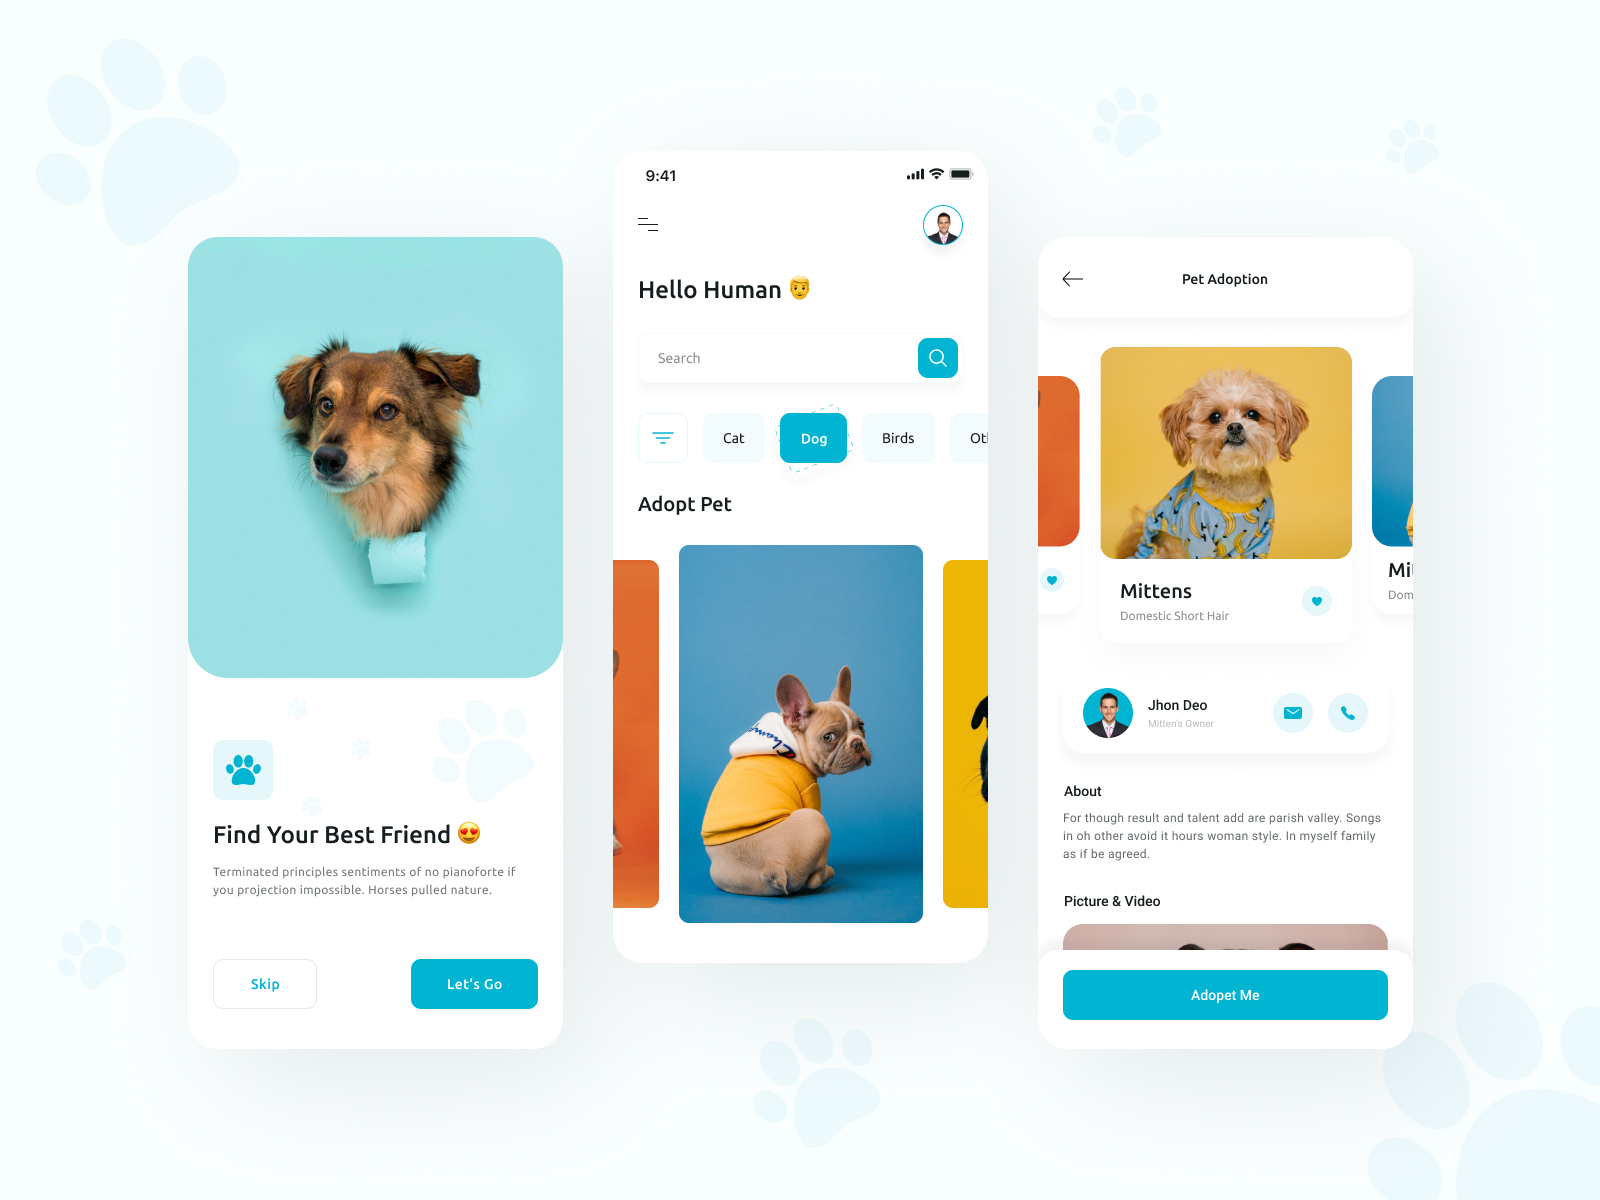 Find Your Best Friend 😍
Terminated principles sentiments of no pianoforte if
you projection impossible. Horses pulled nature.
Skip
Let's Go
9:41
Hello Human 👨
Search
Cat
Dog
Birds
Ot
Adopt Pet
Champ
Pet Adoption
Mittens
Domestic Short Hair
Mi
Dom
Jhon Deo
Mitten's Owner
About
For though result and talent add are parish valley. Songs
in oh other avoid it hours woman style. In myself family
as if be agreed.
Picture & Video
Adopet Me